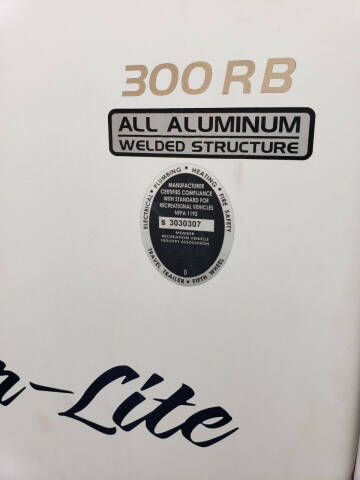 300 RB
ALL ALUMINUM
WELDED STRUCTURE
ELECTRICAL • PLUMBING • HEATING • FIRE SAFETY
MANUFACTURER
CERTIFIES COMPLIANCE
WITH STANDARD FOR
RECREATIONAL VEHICLES
NFPA 1192
S 3030307
MEMBER
RECREATION VEHICLE
INDUSTRY ASSOCIATION
D
TRAVEL TRAILER • FIFTH WHEEL
n-Lite